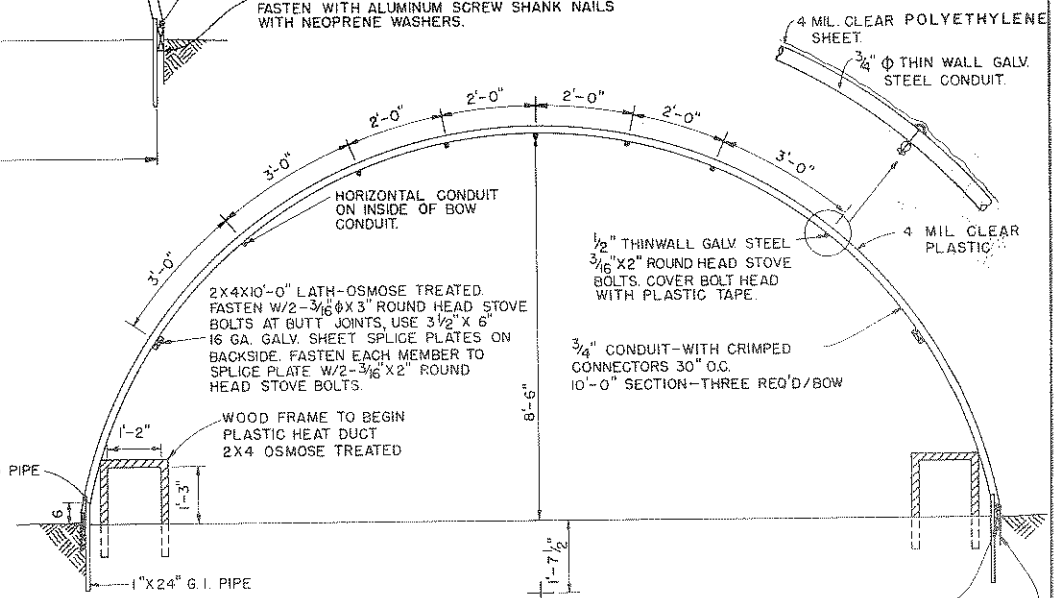 FASTEN WITH ALUMINUM SCREW SHANK NAILS
WITH NEOPRENE WASHERS.
4 MIL. CLEAR POLYETHYLENE
SHEET.
3/4" ɸ THIN WALL GALV.
STEEL CONDUIT.
3'-0"
3'-0"
2'-0"
2'-0"
2'-0"
2'-0"
3'-0"
HORIZONTAL CONDUIT
ON INSIDE OF BOW
CONDUIT.
4 MIL CLEAR
PLASTIC
1/2" THINWALL GALV. STEEL
3/16"X2" ROUND HEAD STOVE
BOLTS. COVER BOLT HEAD
WITH PLASTIC TAPE.
2X4X10'-0" LATH-OSMOSE TREATED.
FASTEN W/2-3/16"ɸX3" ROUND HEAD STOVE
BOLTS AT BUTT JOINTS, USE 3 1/2" X 6"
16 GA. GALV. SHEET SPLICE PLATES ON
BACKSIDE. FASTEN EACH MEMBER TO
SPLICE PLATE W/2-3/16"X2" ROUND
HEAD STOVE BOLTS.
3/4" CONDUIT-WITH CRIMPED
CONNECTORS 30" O.C.
10'-0" SECTION-THREE REQ'D/BOW
8'-6"
WOOD FRAME TO BEGIN
PLASTIC HEAT DUCT
2X4 OSMOSE TREATED
1'-2"
1'-3"
PIPE
6
1'-7 1/2"
1"X24" G.I. PIPE